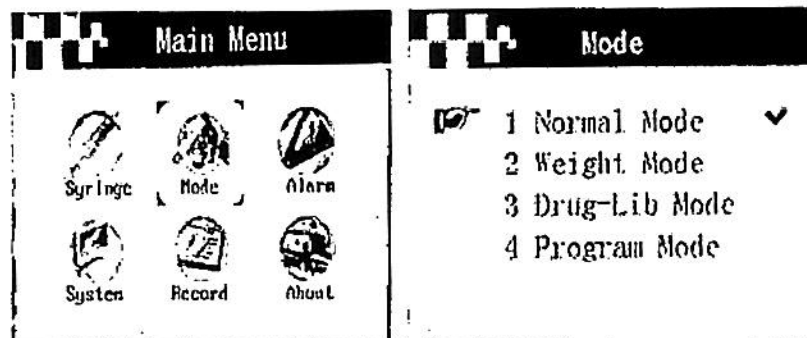 Main Menu
Syringe Mode Alarm
System Record About
Mode
1 Normal Mode
2 Weight Mode
3 Drug-Lib Mode
4 Program Mode